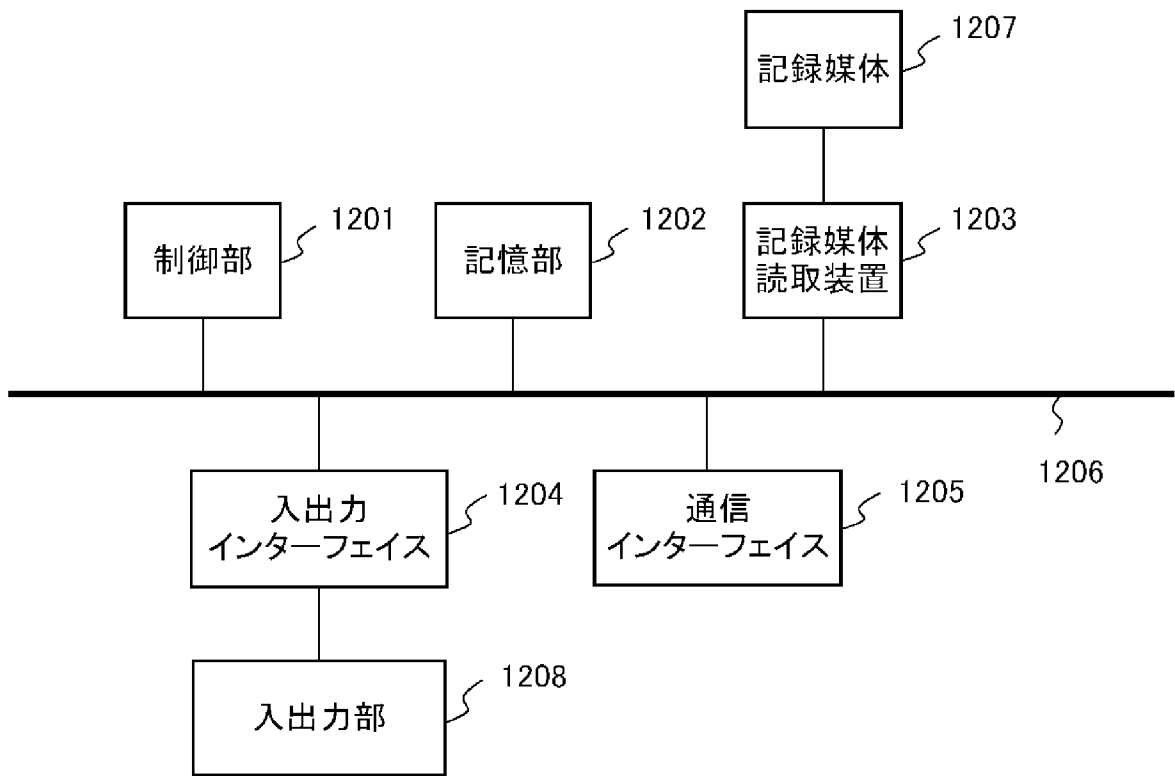 1207
記録媒体
1201
制御部
1202
記憶部
1203
記録媒体
読取装置
1206
1204
入出力
インターフェイス
1205
通信
インターフェイス
1208
入出力部